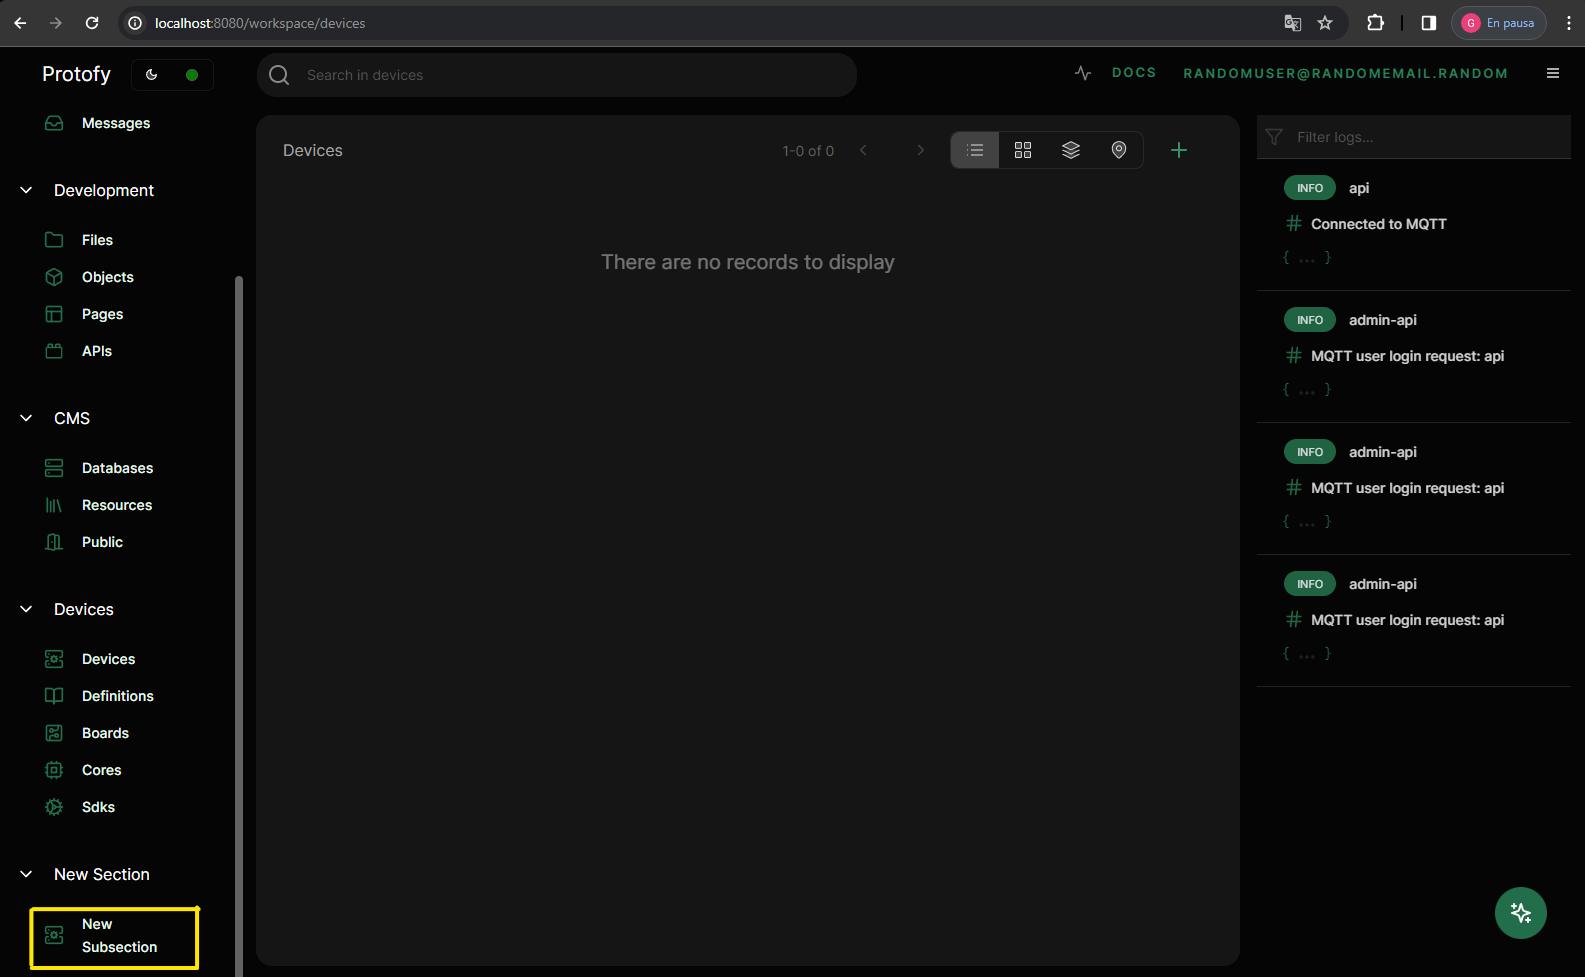 localhost:8080/workspace/devices
G En pausa
Protofy
Search in devices
DOCS
RANDOMUSER@RANDOMEMAIL.RANDOM
Messages
Development
Files
Objects
Pages
APIs
CMS
Databases
Resources
Public
Devices
Devices
Definitions
Boards
Cores
Sdks
New Section
New
Subsection
Devices
1-0 of 0
There are no records to display
Filter logs...
INFO api
# Connected to MQTT
{ ... }
INFO admin-api
# MQTT user login request: api
{ ... }
INFO admin-api
# MQTT user login request: api
{ ... }
INFO admin-api
# MQTT user login request: api
{ ... }